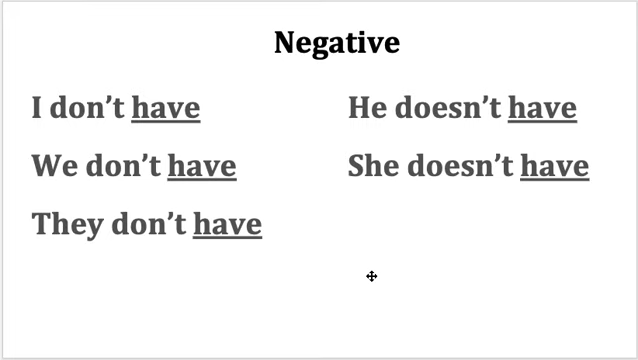 Negative
I don’t have
We don’t have
They don’t have
He doesn’t have
She doesn’t have